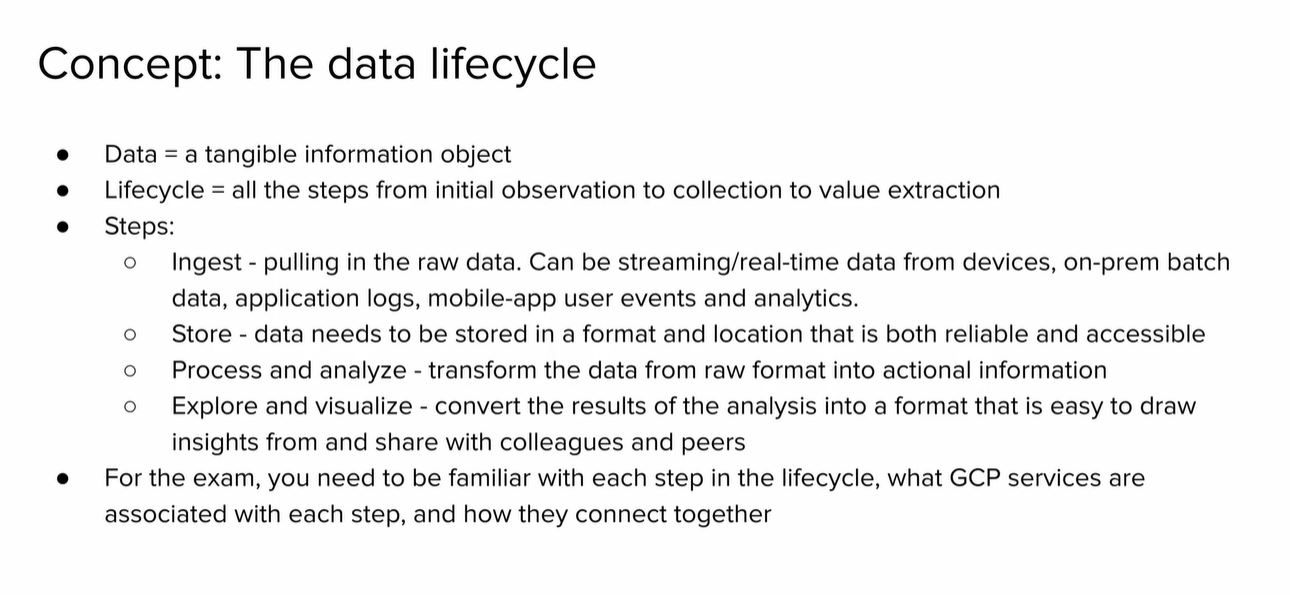 Concept: The data lifecycle
● Data = a tangible information object
● Lifecycle = all the steps from initial observation to collection to value extraction
● Steps:
○ Ingest - pulling in the raw data. Can be streaming/real-time data from devices, on-prem batch
data, application logs, mobile-app user events and analytics.
○ Store - data needs to be stored in a format and location that is both reliable and accessible
○ Process and analyze - transform the data from raw format into actional information
○ Explore and visualize - convert the results of the analysis into a format that is easy to draw
insights from and share with colleagues and peers
● For the exam, you need to be familiar with each step in the lifecycle, what GCP services are
associated with each step, and how they connect together